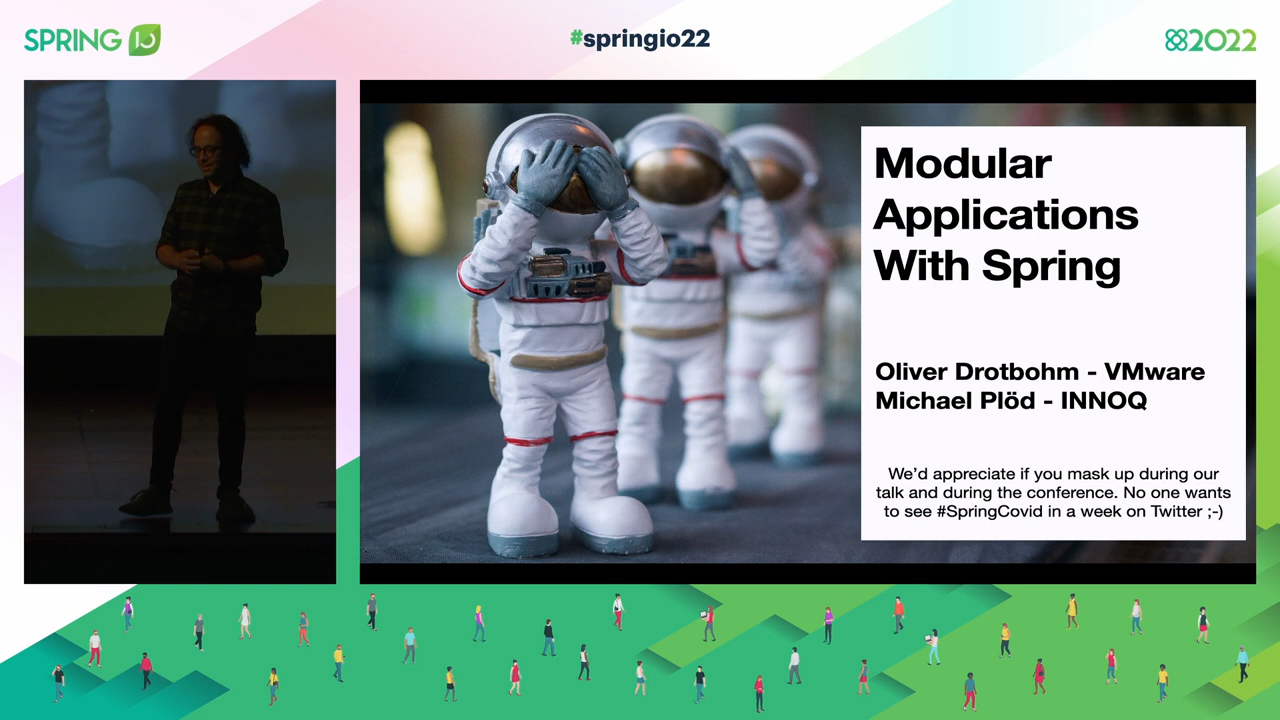 SPRING IO
#springio22
2022
Modular
Applications
With Spring
Oliver Drotbohm - VMware
Michael Plöd - INNOQ
We’d appreciate if you mask up during our
talk and during the conference. No one wants
to see #SpringCovid in a week on Twitter ;-)